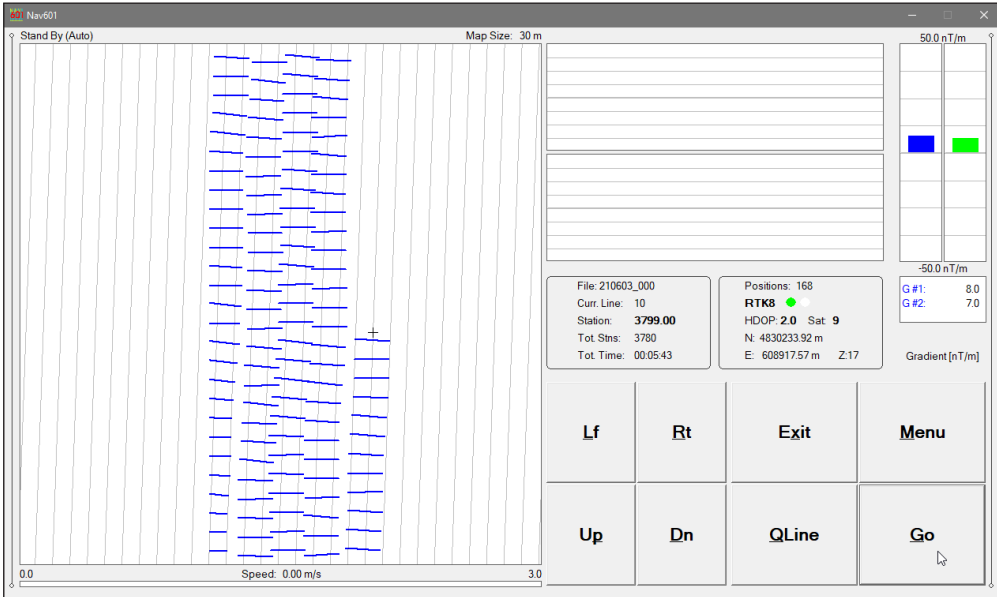 601 Nav601
Stand By (Auto)
Map Size: 30 m
50.0 nT/m
-50.0 nT/m
File: 210603_000
Curr. Line: 10
Station: 3799.00
Tot. Stns: 3780
Tot. Time: 00:05:43
Positions: 168
RTK8
HDOP: 2.0 Sat: 9
N: 4830233.92 m
E: 608917.57 m Z:17
G #1: 8.0
G #2: 7.0
Gradient [nT/m]
Lf Rt Exit Menu
Up Dn QLine Go
0.0 Speed: 0.00 m/s 3.0